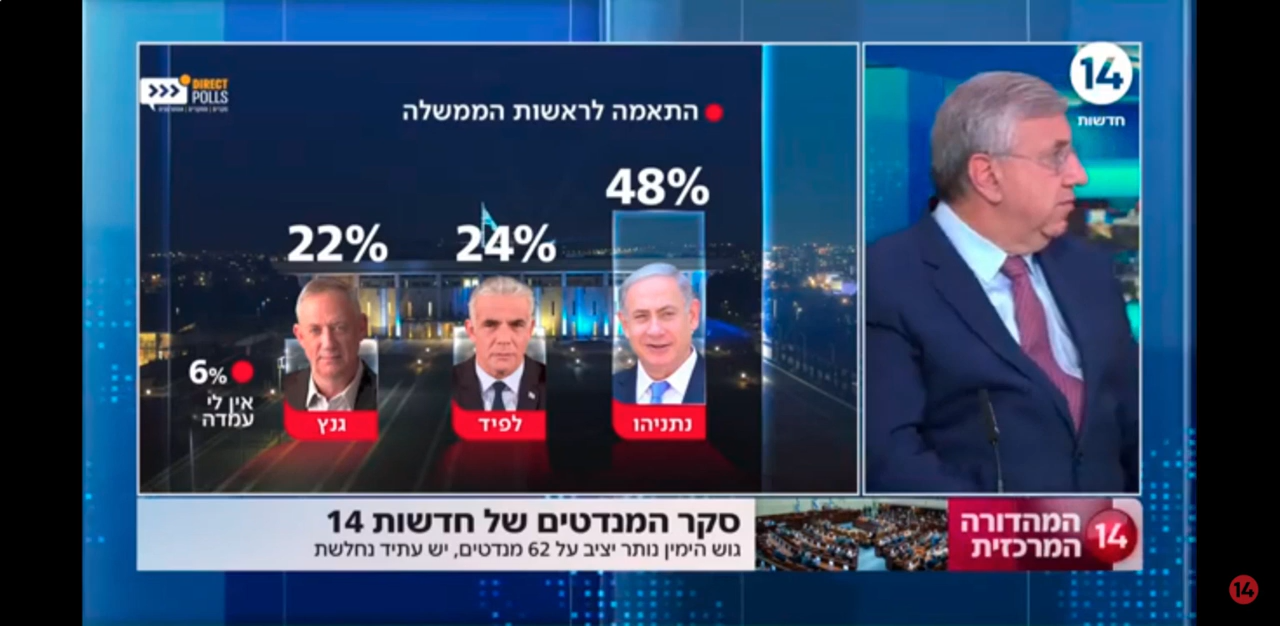 DIRECT
POLLS
14
חדשות
התאמה לראשות הממשלה
48%
24%
22%
6%
אין לי
עמדה
נתניהו
לפיד
גנץ
המהדורה
המרכזית
14
סקר המנדטים של חדשות 14
גוש הימין נותר יציב על 62 מנדטים, יש עתיד נחלשת
14